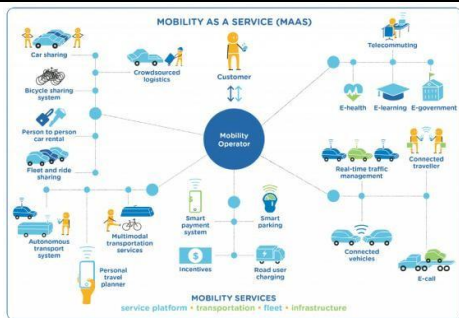 MOBILITY AS A SERVICE (MAAS)
Car sharing
Crowdsourced
logistics
Customer
Telecommuting
Bicycle sharing
system
E-health
E-learning
E-government
Person to person
car rental
Mobility
Operator
Fleet and ride
sharing
Real-time traffic
management
Connected
traveller
Autonomous
transport
system
Multimodal
transportation
services
Smart
payment
system
Smart
parking
Connected
vehicles
Personal
travel
planner
Incentives
$
Road user
charging
E-call
MOBILITY SERVICES
service platform • transportation • fleet • infrastructure